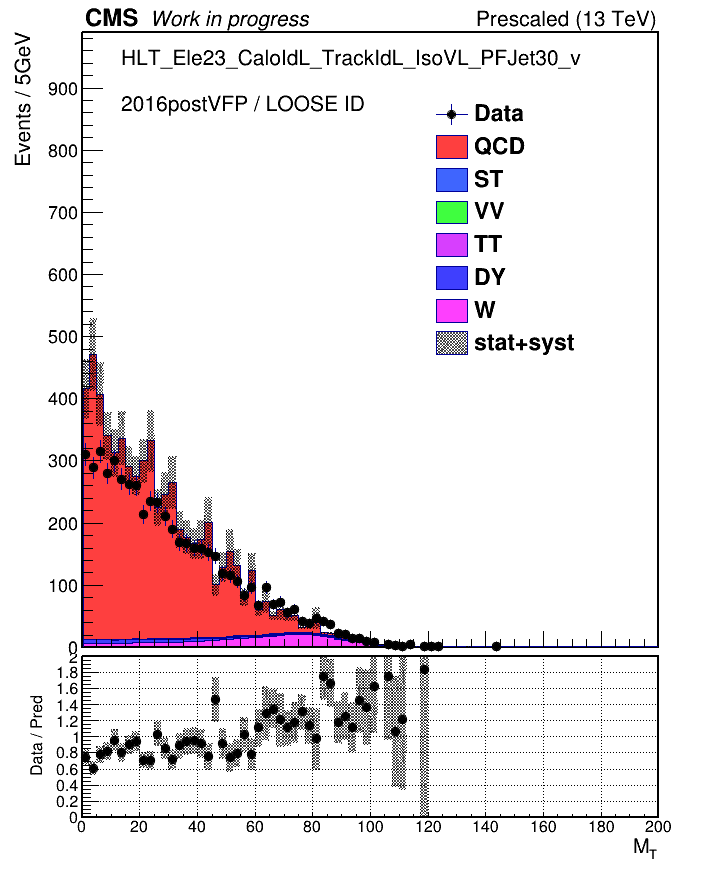 CMS Work in progress Prescaled (13 TeV)
HLT_Ele23_CaloIdL_TrackIdL_IsoVL_PFJet30_v
2016postVFP / LOOSE ID
Events / 5GeV
900
800
700
600
500
400
300
200
100
0
Data
QCD
ST
VV
TT
DY
W
stat+syst
Data / Pred
2
1.8
1.6
1.4
1.2
1
0.8
0.6
0.4
0.2
0
0 20 40 60 80 100 120 140 160 180 200
M_T